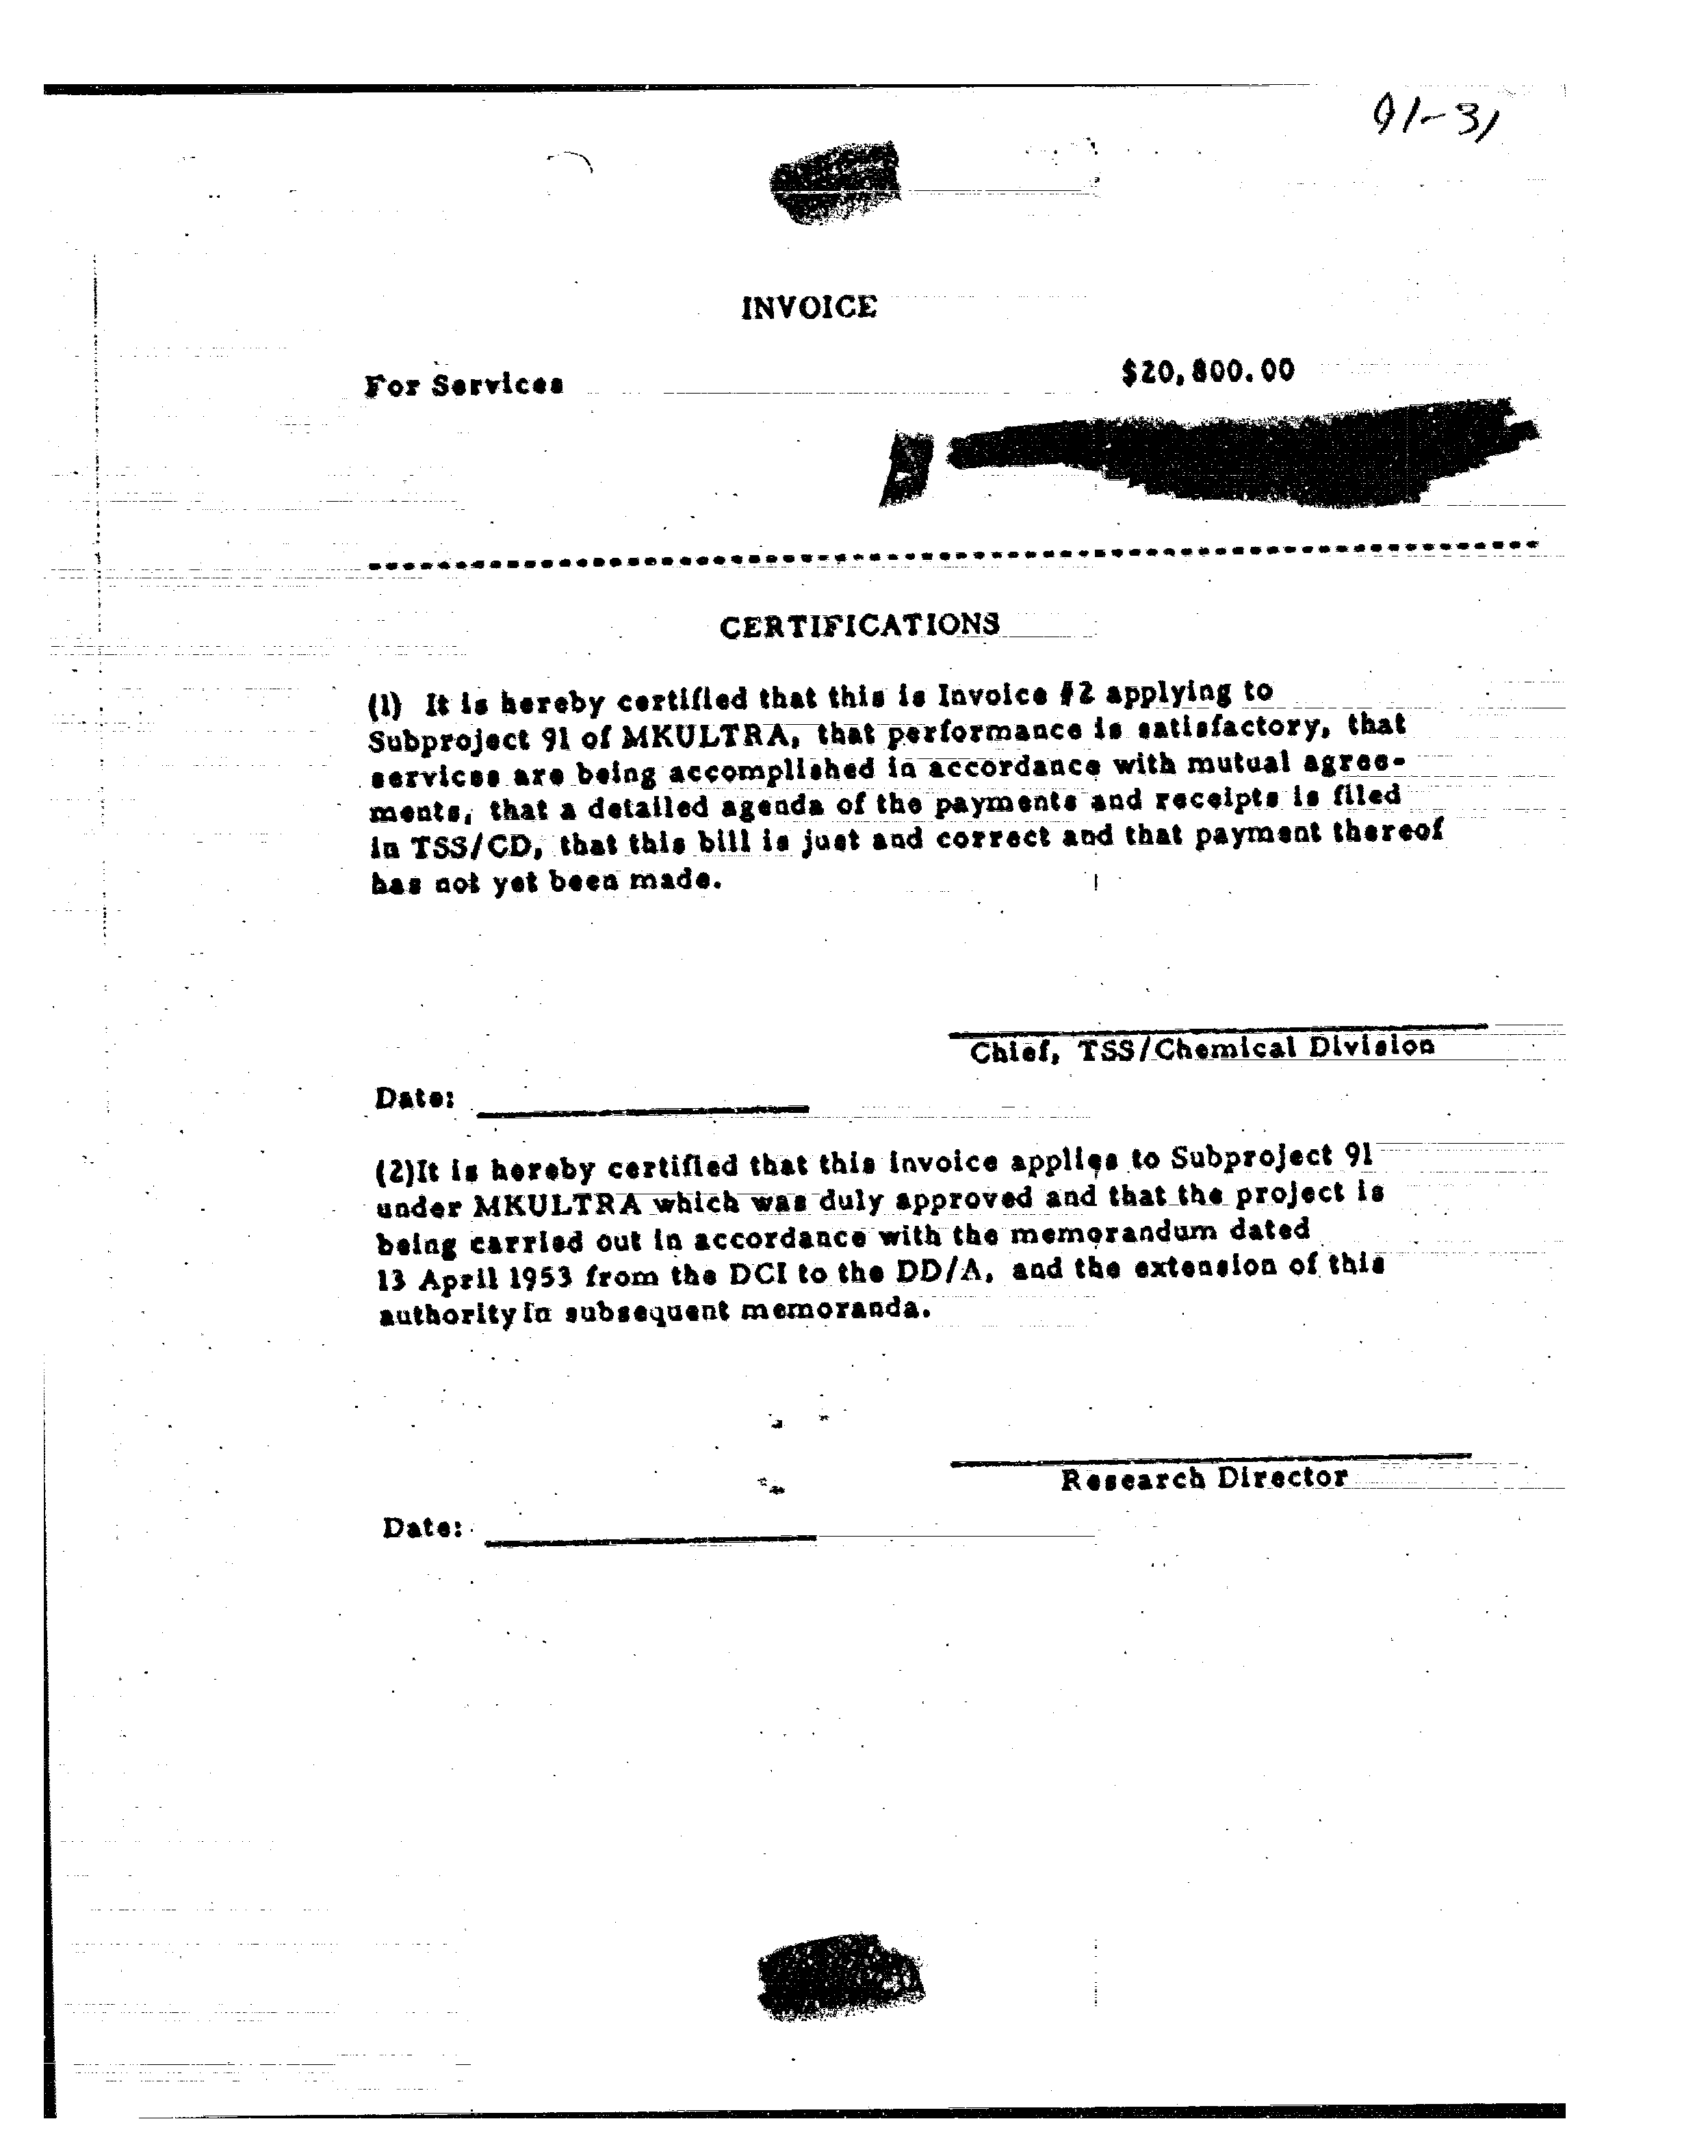 91-31
INVOICE
For Services $20,800.00
CERTIFICATIONS
(1) It is hereby certified that this is Invoice #2 applying to
Subproject 91 of MKULTRA, that performance is satisfactory, that
services are being accomplished in accordance with mutual agree-
ments, that a detailed agenda of the payments and receipts is filed
in TSS/CD, that this bill is just and correct and that payment thereof
has not yet been made.
Chief, TSS/Chemical Division
Date:
(2)It is hereby certified that this invoice applies to Subproject 91
under MKULTRA which was duly approved and that the project is
being carried out in accordance with the memorandum dated
13 April 1953 from the DCI to the DD/A, and the extension of this
authority in subsequent memoranda.
Research Director
Date: